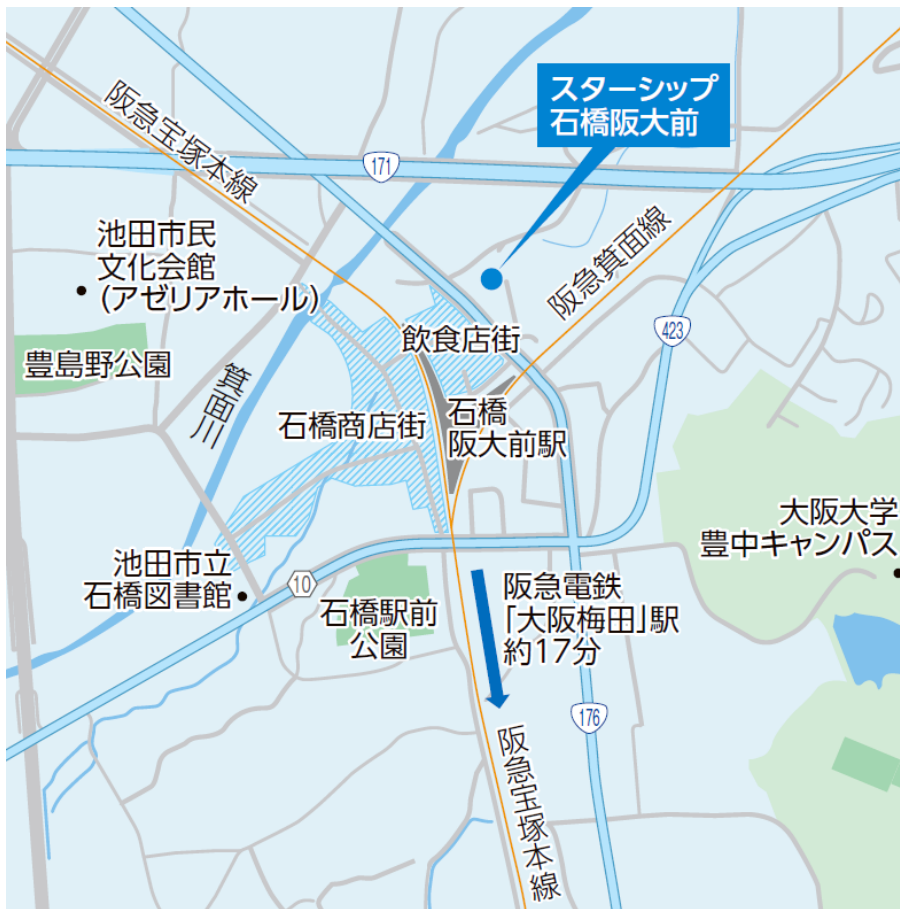 スターシップ
石橋阪大前
阪急宝塚本線
171
池田市民
文化会館
(アゼリアホール)
阪急箕面線
423
飲食店街
豊島野公園
箕面川
石橋商店街
石橋
阪大前駅
大阪大学
豊中キャンパス
池田市立
石橋図書館
10
石橋駅前
公園
阪急電鉄
「大阪梅田」駅
約17分
176
阪急宝塚本線